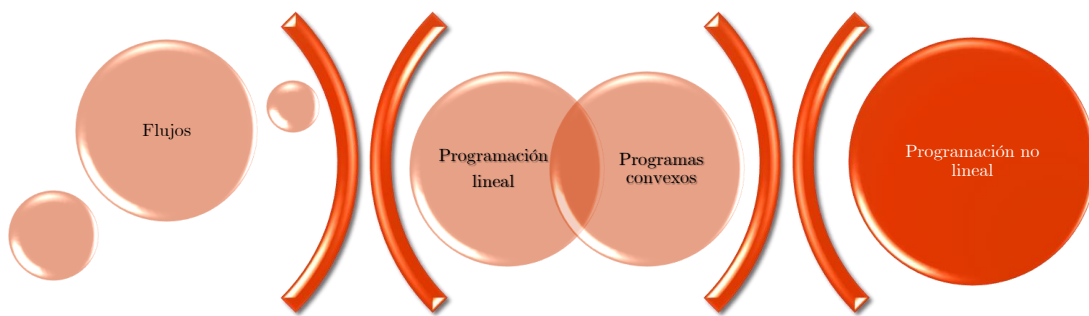 Flujos
Programación
lineal
Programas
convexos
Programación no
lineal